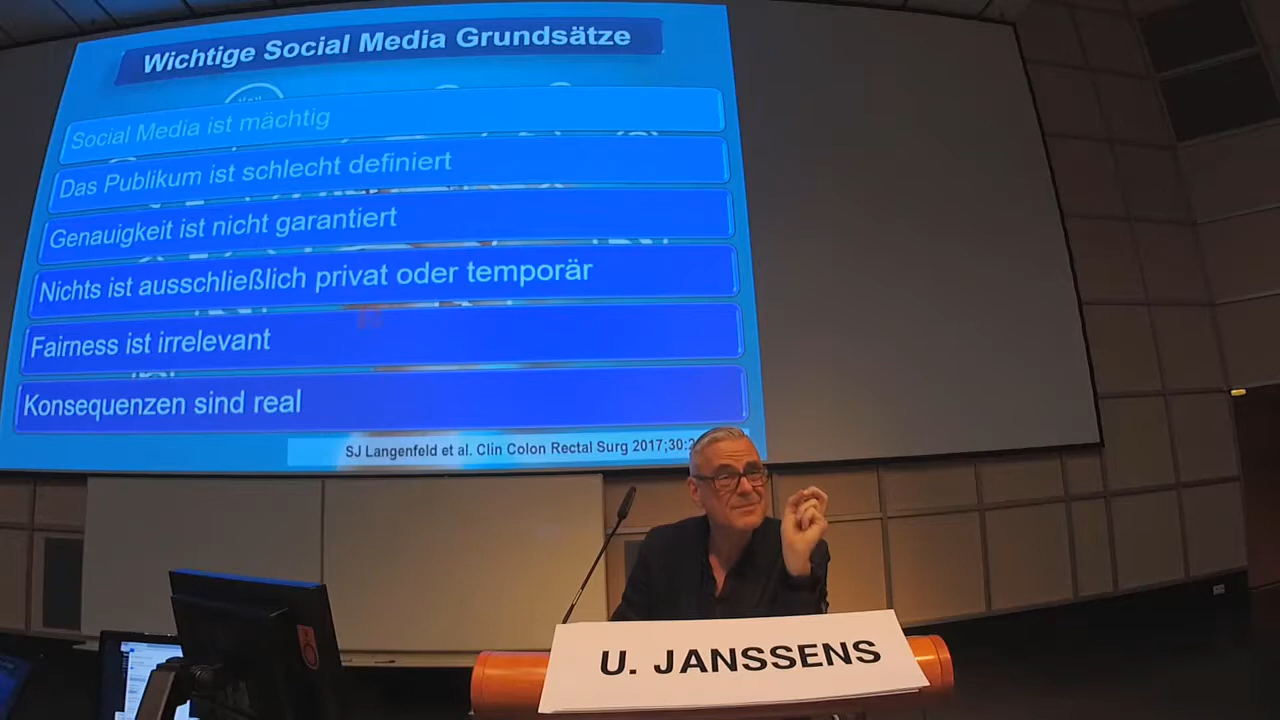 Wichtige Social Media Grundsätze
Social Media ist mächtig
Das Publikum ist schlecht definiert
Genauigkeit ist nicht garantiert
Nichts ist ausschließlich privat oder temporär
Fairness ist irrelevant
Konsequenzen sind real
SJ Langenfeld et al. Clin Colon Rectal Surg 2017;30:2
U. JANSSENS